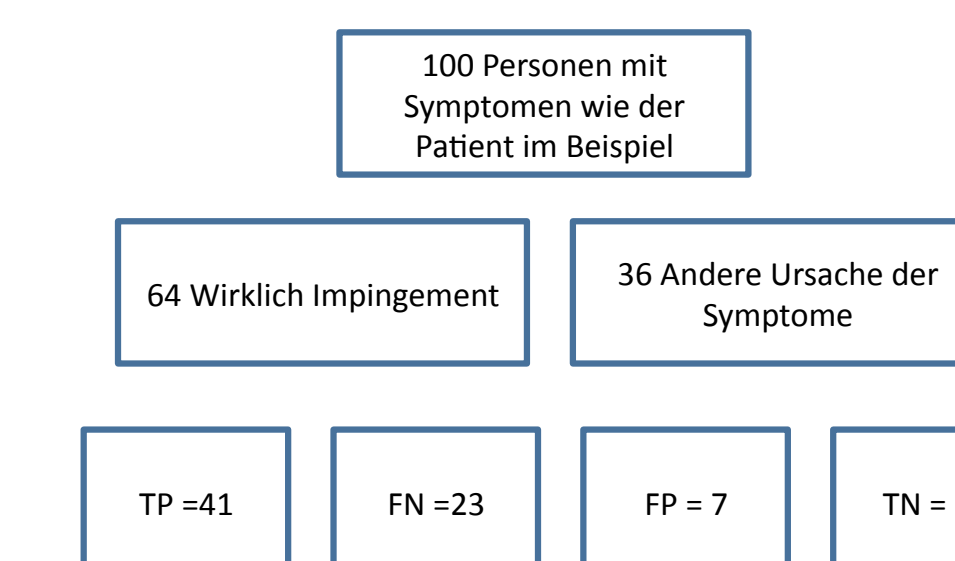 100 Personen mit
Symptomen wie der
Patient im Beispiel
64 Wirklich Impingement
36 Andere Ursache der
Symptome
TP =41
FN =23
FP = 7
TN =